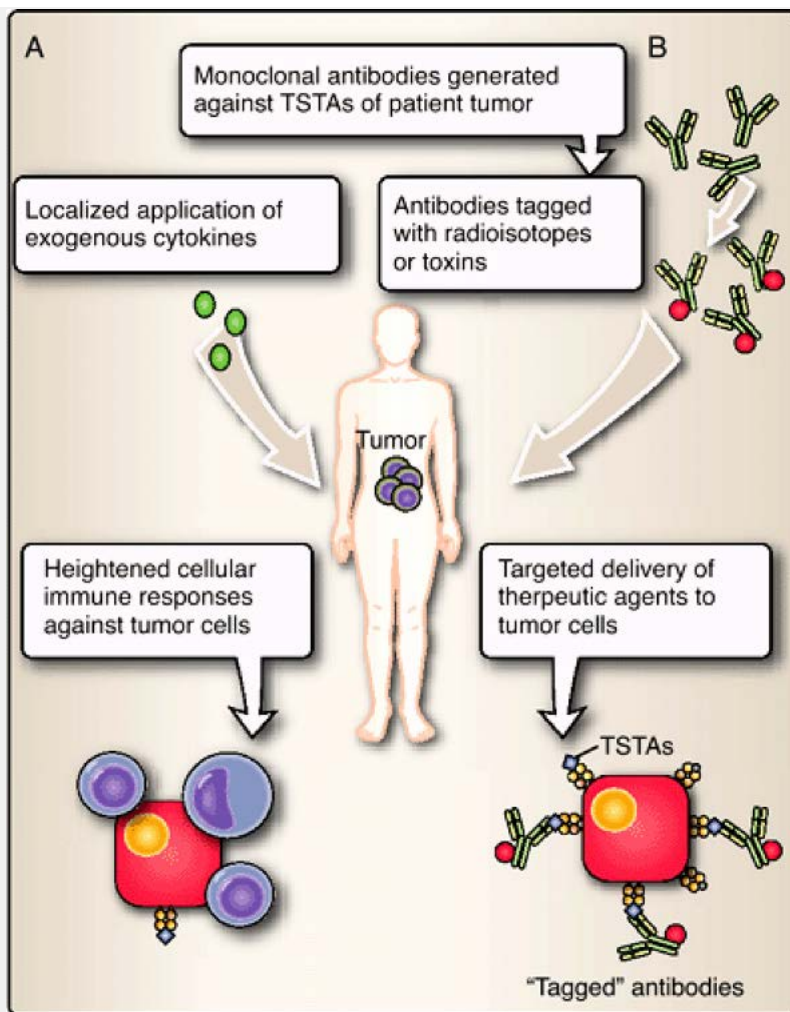 A
B
Monoclonal antibodies generated
against TSTAs of patient tumor
Localized application of
exogenous cytokines
Antibodies tagged
with radioisotopes
or toxins
Tumor
Heightened cellular
immune responses
against tumor cells
Targeted delivery of
therpeutic agents to
tumor cells
TSTAs
“Tagged” antibodies